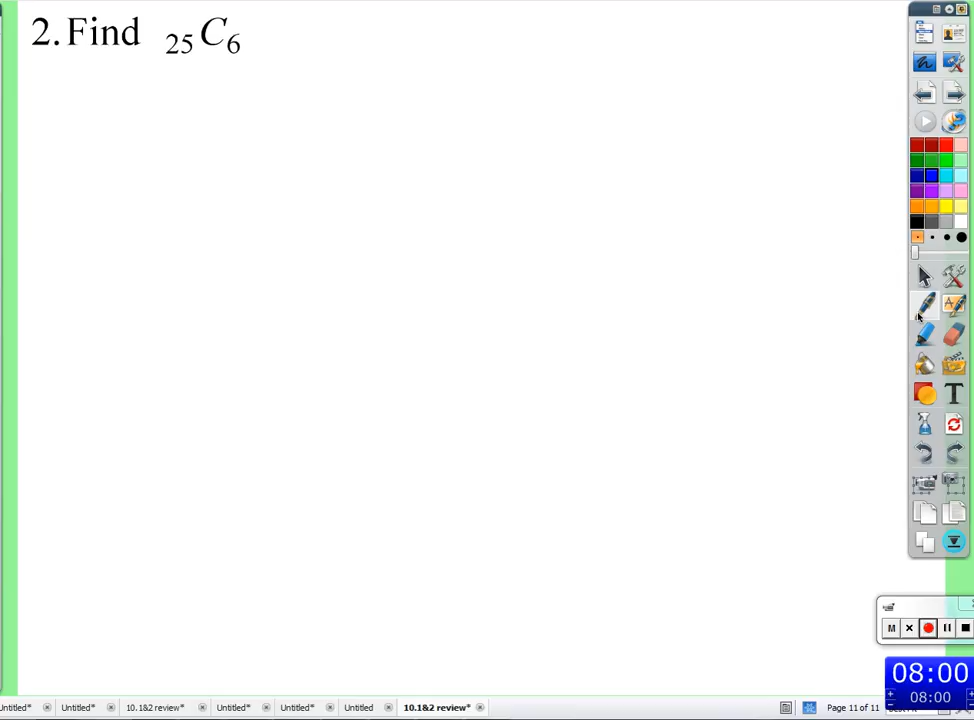 2. Find ₂₅C₆
A
T
M
08:00
08:00
Untitled*
Untitled*
10.1&2 review*
Untitled*
Untitled*
Untitled
10.1&2 review*
Page 11 of 11